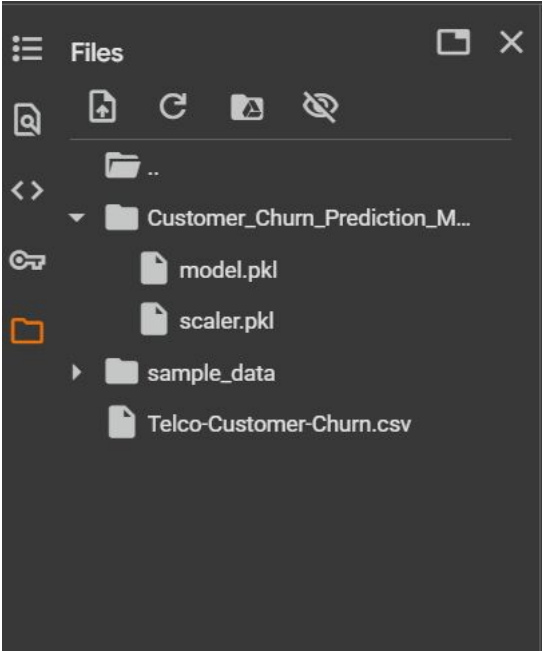 Files
..
Customer_Churn_Prediction_M...
model.pkl
scaler.pkl
sample_data
Telco-Customer-Churn.csv